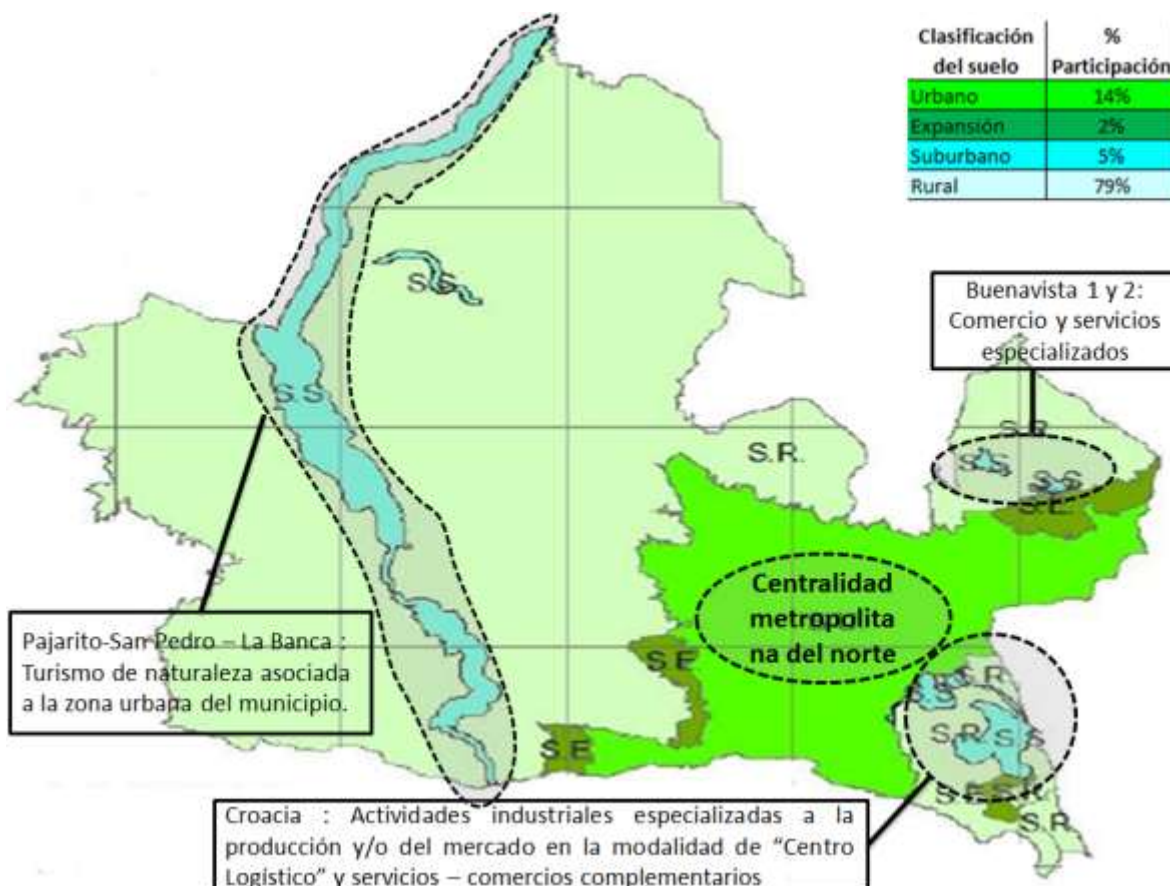 Clasificación del suelo % Participación
Urbano 14%
Expansión 2%
Suburbano 5%
Rural 79%
S.S
Buenavista 1 y 2:
Comercio y servicios
especializados
S.S
S.R
S.R.
S.S
S.S
S.E.
Centralidad
metropolita
na del norte
Pajarito-San Pedro – La Banca :
Turismo de naturaleza asociada
a la zona urbana del municipio.
S.E
S.R
S.S
S.R
S.S
S.E
S.R
Croacia : Actividades industriales especializadas a la
producción y/o del mercado en la modalidad de “Centro
Logístico” y servicios – comercios complementarios